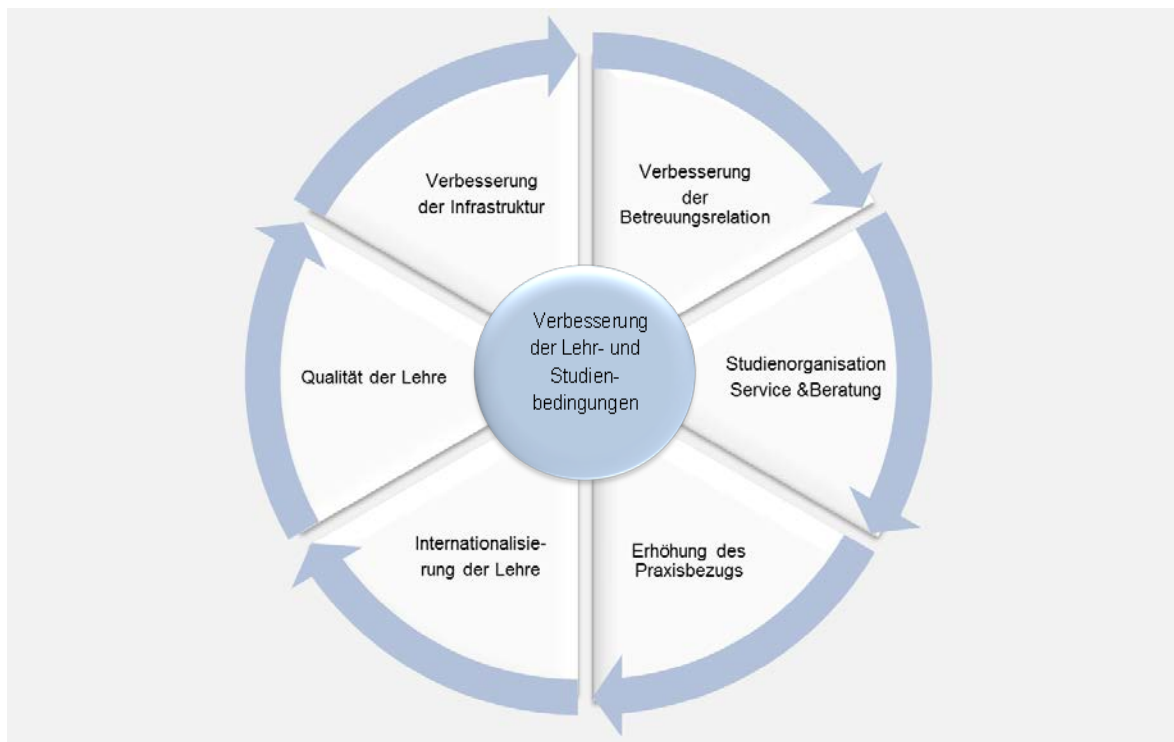 Verbesserung
der Infrastruktur
Verbesserung
der
Betreuungsrelation
Verbesserung
der Lehr- und
Studien-
bedingungen
Qualität der Lehre
Studienorganisation
Service &Beratung
Internationalisie-
rung der Lehre
Erhöhung des
Praxisbezugs